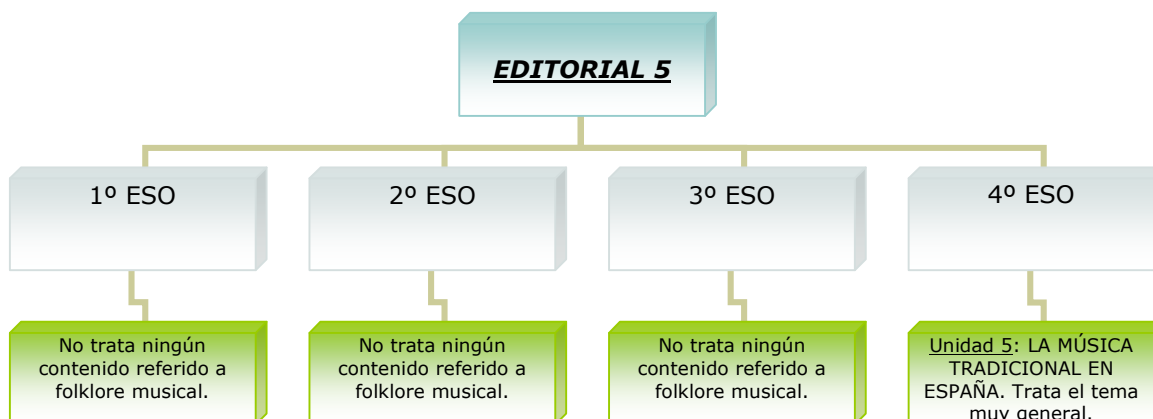 EDITORIAL 5
1º ESO
2º ESO
3º ESO
4º ESO
No trata ningún
contenido referido a
folklore musical.
No trata ningún
contenido referido a
folklore musical.
No trata ningún
contenido referido a
folklore musical.
Unidad 5: LA MÚSICA
TRADICIONAL EN
ESPAÑA. Trata el tema
muy general.